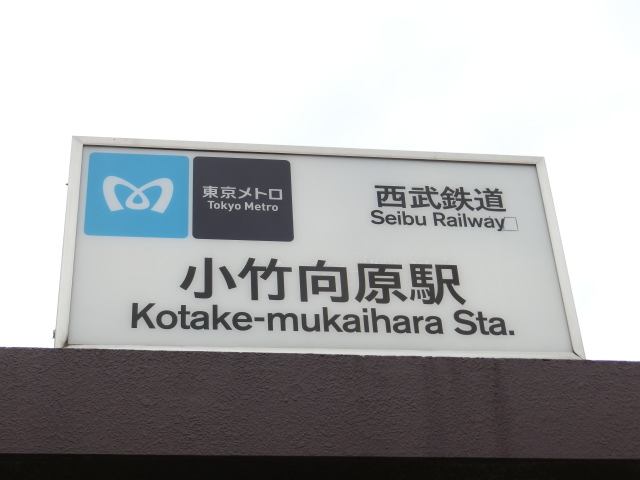 東京メトロ
Tokyo Metro
西武鉄道
Seibu Railway
小竹向原駅
Kotake-mukaihara Sta.